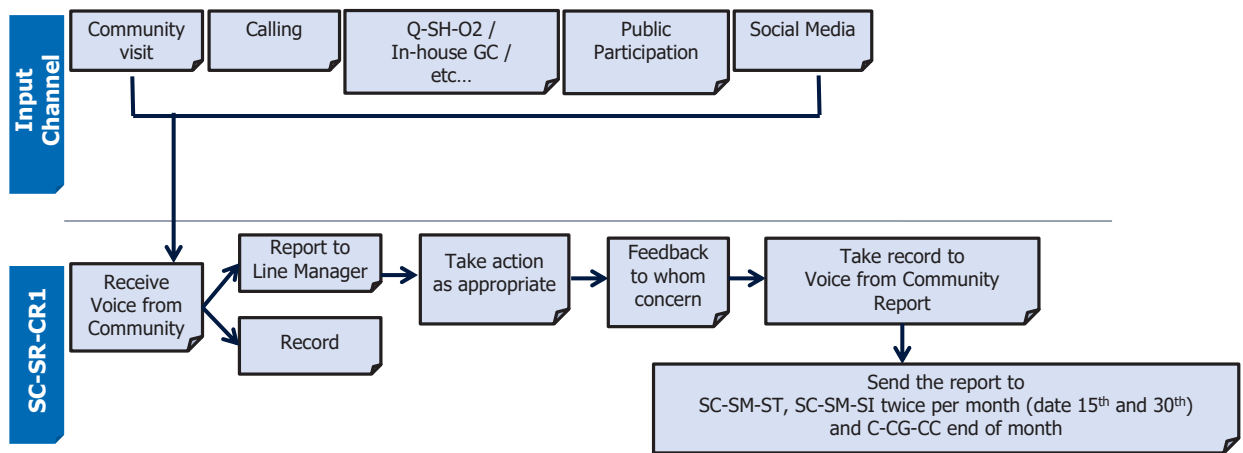 Input
Channel
Community
visit
Calling
Q-SH-O2 /
In-house GC /
etc...
Public
Participation
Social Media
SC-SR-CR1
Receive
Voice from
Community
Report to
Line Manager
Record
Take action
as appropriate
Feedback
to whom
concern
Take record to
Voice from Community
Report
Send the report to
SC-SM-ST, SC-SM-SI twice per month (date 15th and 30th)
and C-CG-CC end of month